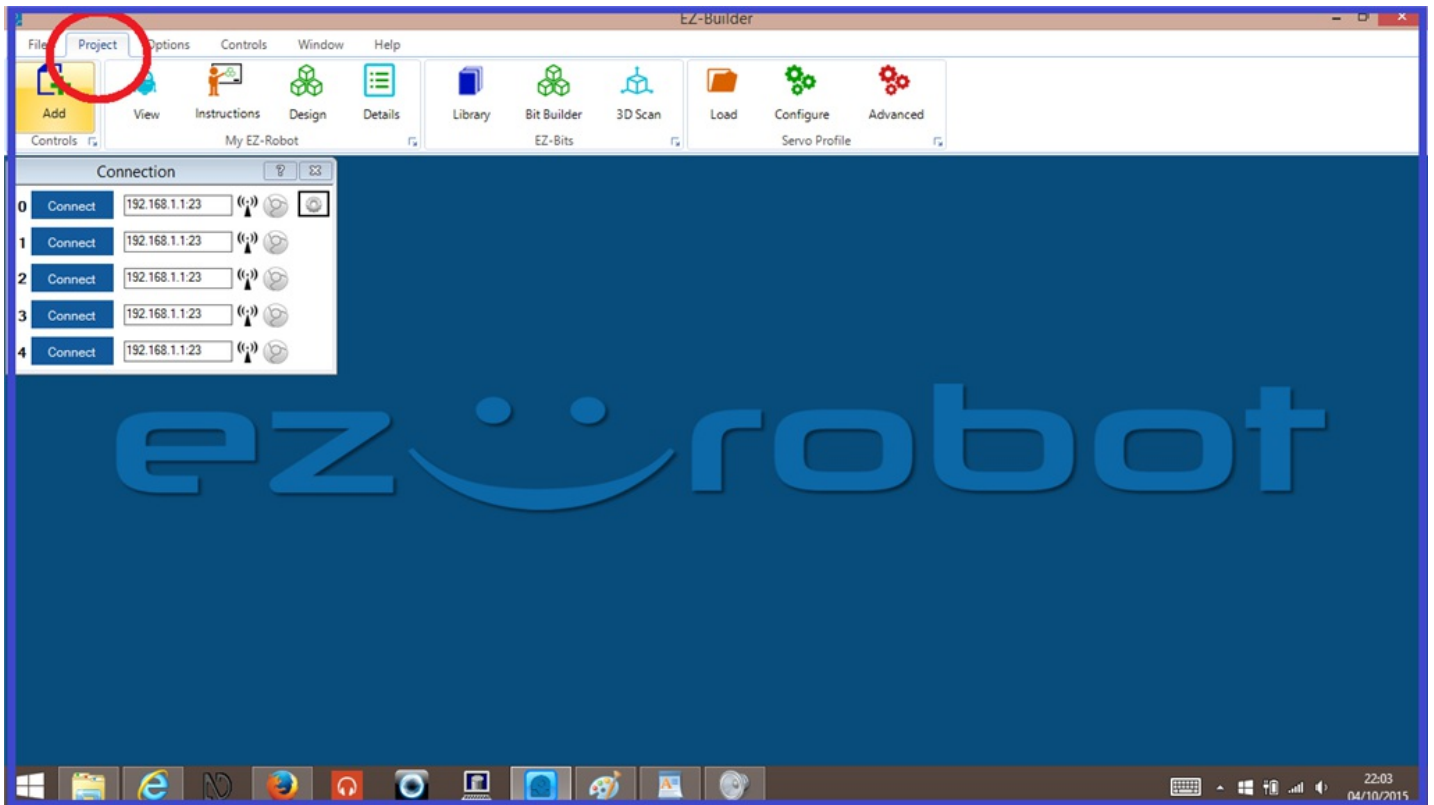 EZ-Builder
File Project Options Controls Window Help
Add View Instructions Design Details Library Bit Builder 3D Scan Load Configure Advanced
Controls My EZ-Robot EZ-Bits Servo Profile
Connection
0 Connect 192.168.1.1:23
1 Connect 192.168.1.1:23
2 Connect 192.168.1.1:23
3 Connect 192.168.1.1:23
4 Connect 192.168.1.1:23
ez robot
22:03
04/10/2015